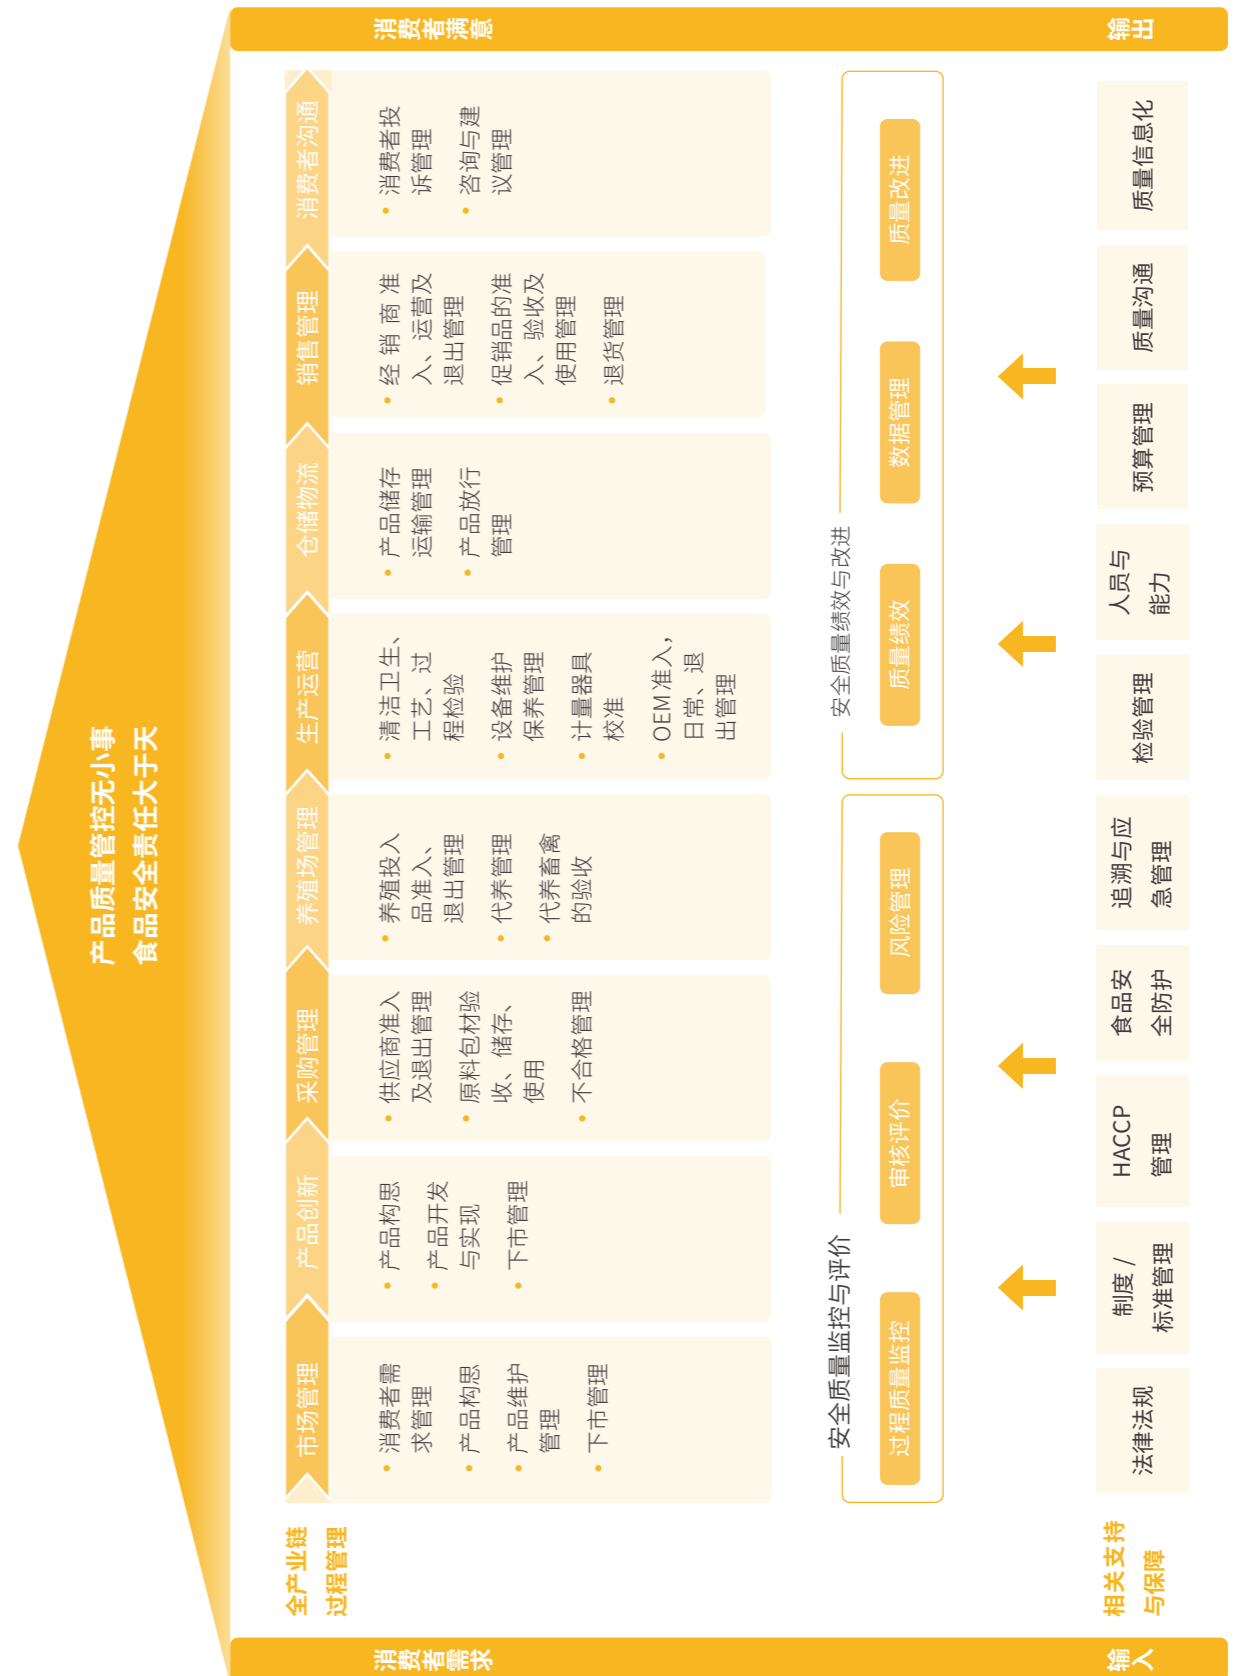 产品质量管控无小事
食品安全责任大于天
消费者需求
输入
全产业链
过程管理
市场管理
消费者需
求管理
产品构思
产品维护
管理
下市管理
产品创新
产品构思
产品开发
与实现
下市管理
采购管理
供应商准入
及退出管理
原料包材验
收、储存、
使用
不合格管理
养殖场管理
养殖投入
品准入、
退出管理
代养管理
代养畜禽
的验收
生产运营
清洁卫生、
工艺、过
程检验
设备维护
保养管理
计量器具
校准
OEM 准入，
日常、退
出管理
仓储物流
产品储存
运输管理
产品放行
管理
销售管理
经销商准
入、运营及
退出管理
促销品的准
入、验收及
使用管理
退货管理
消费者沟通
消费者投
诉管理
咨询与建
议管理
安全质量监控与评价
过程质量监控
审核评价
风险管理
安全质量绩效与改进
质量绩效
数据管理
质量改进
相关支持
与保障
法律法规
制度 /
标准管理
HACCP
管理
食品安
全防护
追溯与应
急管理
检验管理
人员与
能力
预算管理
质量沟通
质量信息化
消费者满意
输出